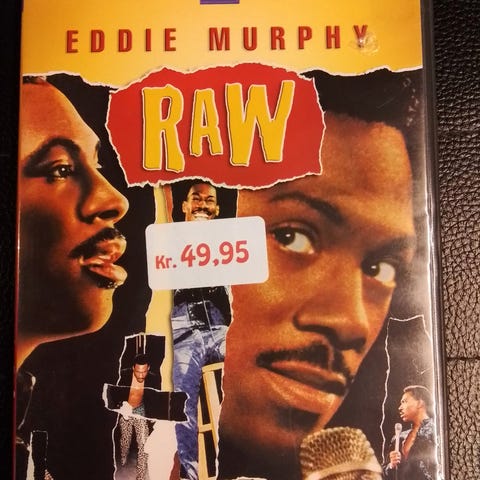 EDDIE MURPHY
RAW
Kr. 49,95